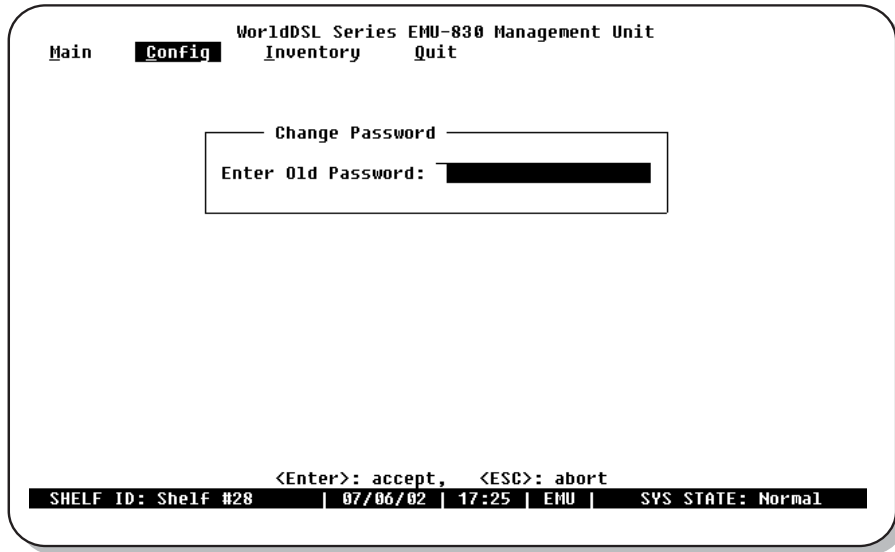 WorldDSL Series EMU-830 Management Unit
Main Config Inventory Quit
Change Password
Enter Old Password:
<Enter>: accept, <ESC>: abort
SHELF ID: Shelf #28 | 07/06/02 | 17:25 | EMU | SYS STATE: Normal